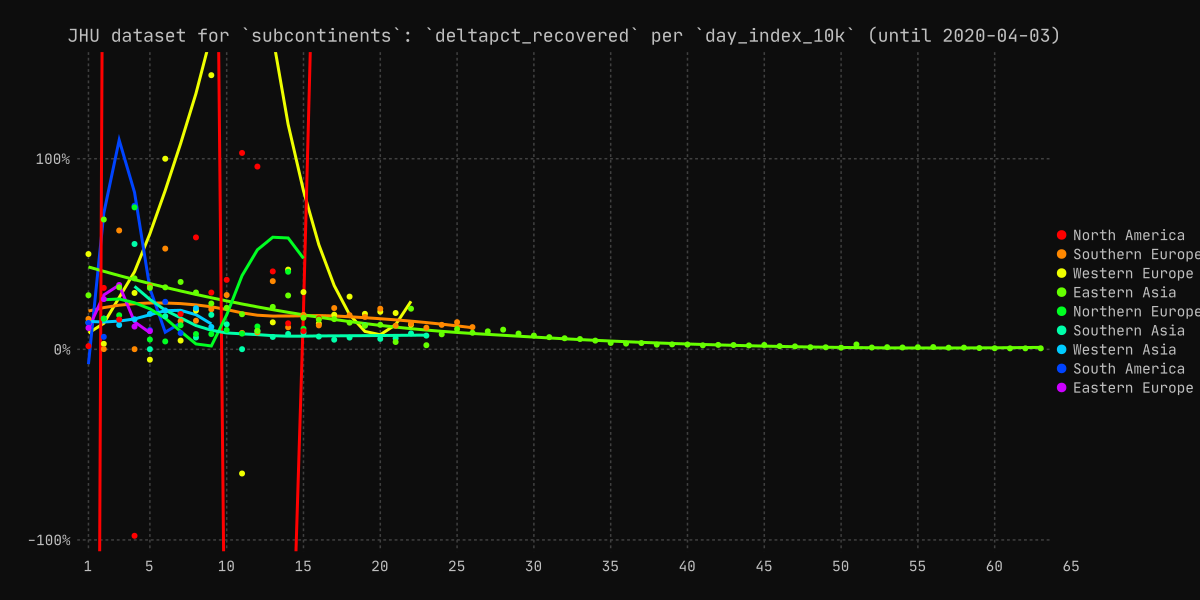 JHU dataset for `subcontinents`: `deltapct_recovered` per `day_index_10k` (until 2020-04-03)
100%
0%
-100%
1 5 10 15 20 25 30 35 40 45 50 55 60 65
North America
Southern Europe
Western Europe
Eastern Asia
Northern Europe
Southern Asia
Western Asia
South America
Eastern Europe